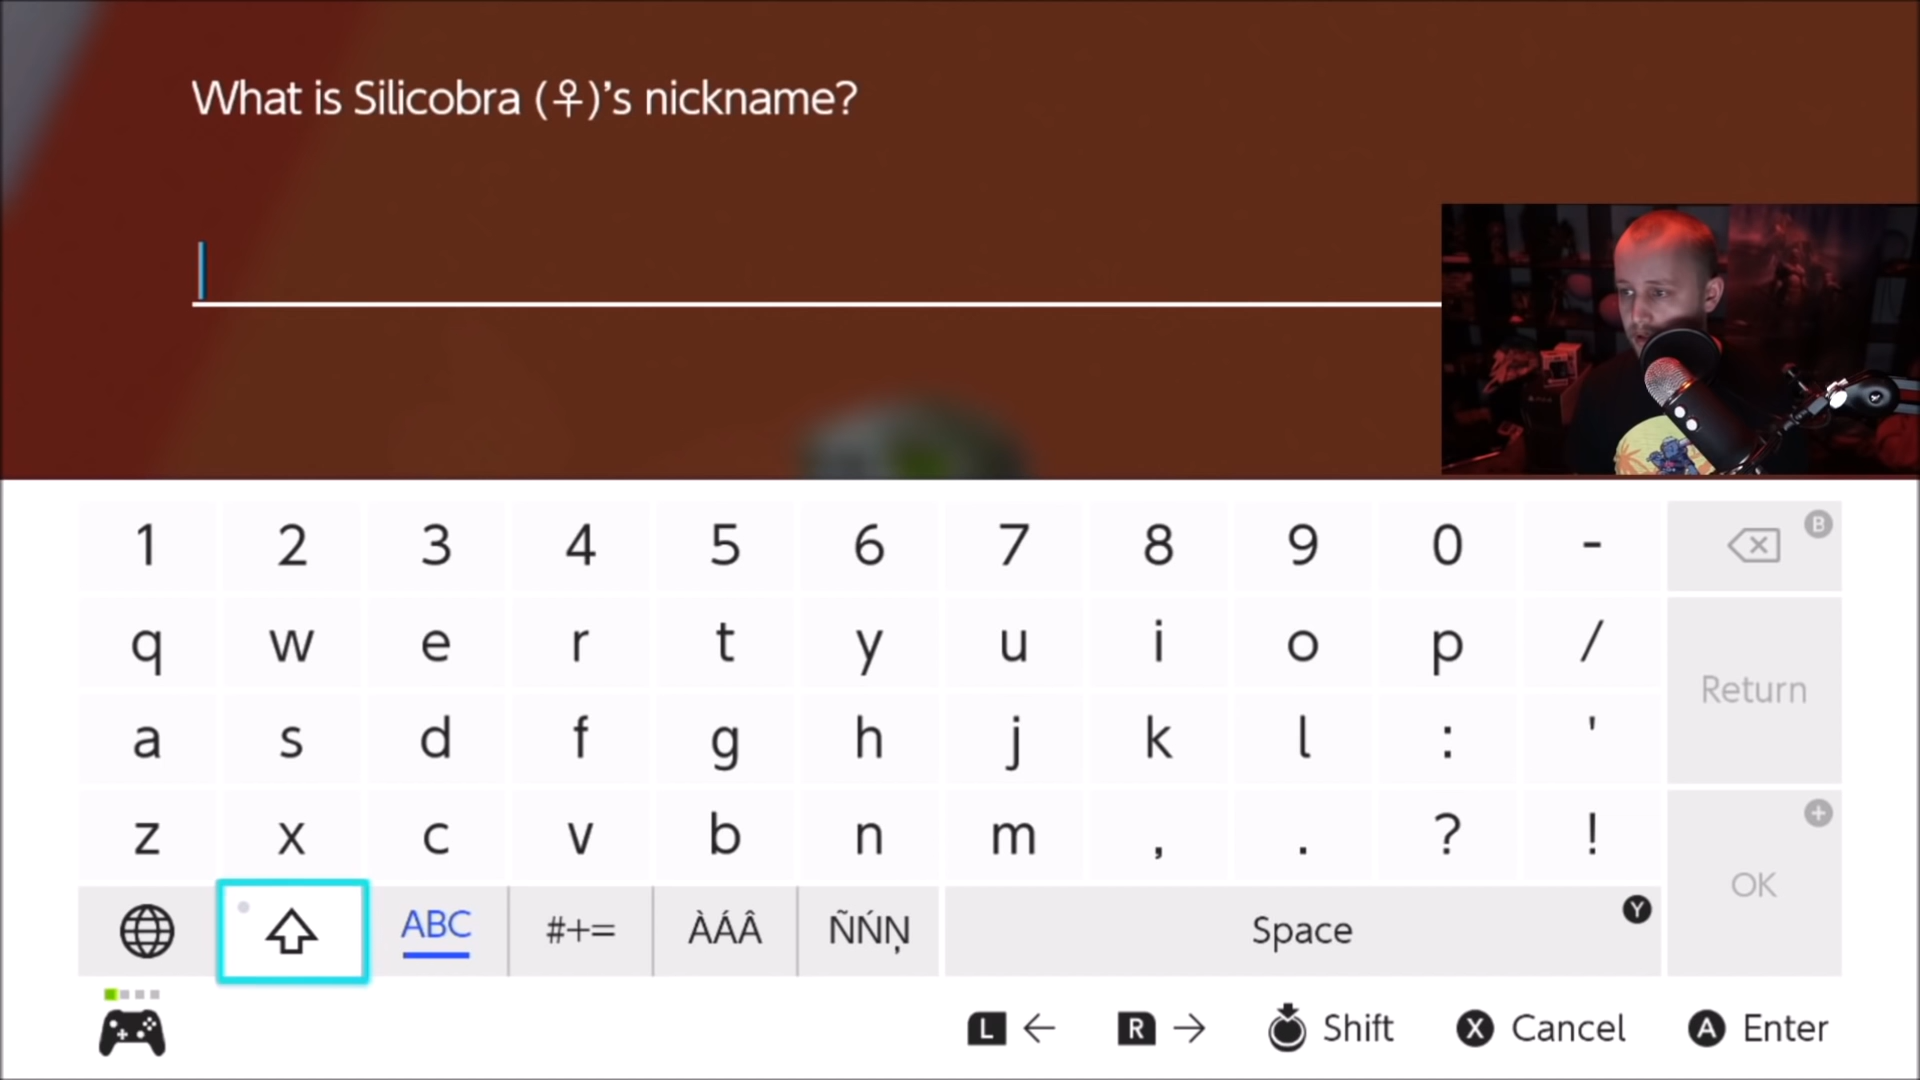 What is Silicobra (♀)’s nickname?
1 2 3 4 5 6 7 8 9 0 - B
q w e r t y u i o p /
Return
a s d f g h j k l : '
z x c v b n m , . ? !
OK
ABC #+= ÀÁÂ ÑŃŅ Space Y
L ← R → Shift X Cancel A Enter